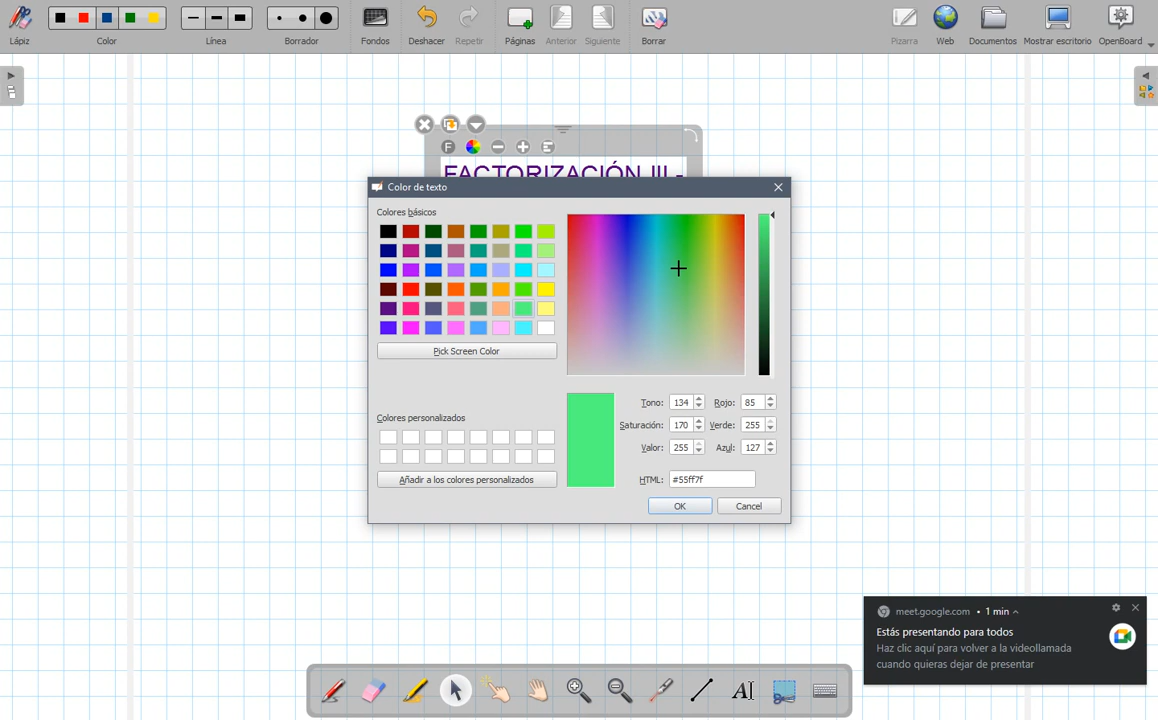 Lápiz
Color
Línea
Borrador
Fondos
Deshacer
Repetir
Páginas
Anterior
Siguiente
Borrar
Pizarra
Web
Documentos
Mostrar escritorio
OpenBoard
F
FACTORIZACIÓN III -
Color de texto
Colores básicos
Pick Screen Color
Colores personalizados
Añadir a los colores personalizados
Tono: 134 Rojo: 85
Saturación: 170 Verde: 255
Valor: 255 Azul: 127
HTML: #55ff7f
OK Cancel
meet.google.com • 1 min
Estás presentando para todos
Haz clic aquí para volver a la videollamada
cuando quieras dejar de presentar